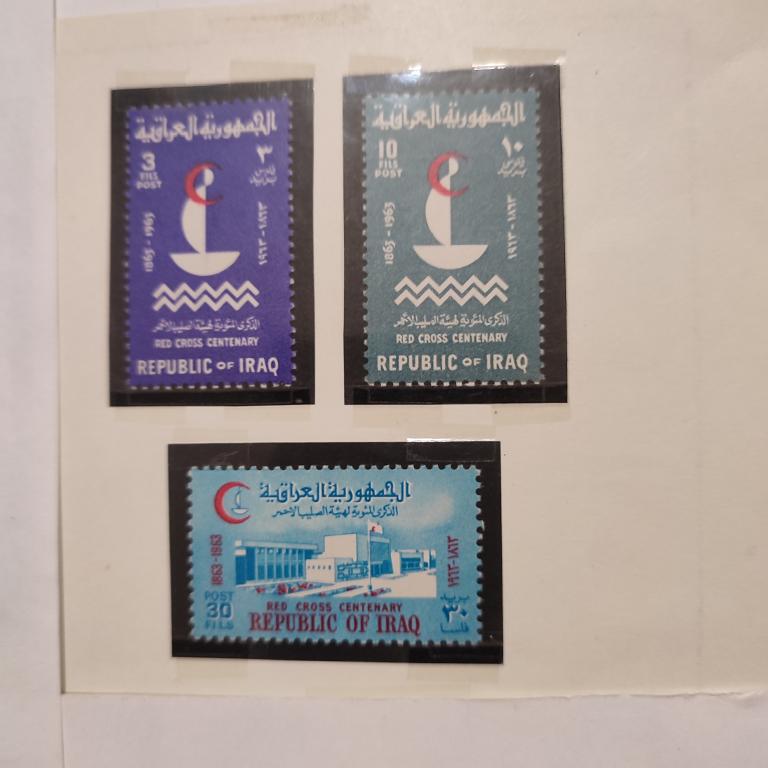 الجمهورية العراقية
3 ٣
FILS فلس
POST بريد
1863 - 1963
١٨٦٣ - ١٩٦٣
الذكرى المئوية لهيئة الصليب الاحمر
RED CROSS CENTENARY
REPUBLIC OF IRAQ
الجمهورية العراقية
10 ١٠
FILS فلوس
POST بريد
1863 - 1963
١٨٦٣ - ١٩٦٣
الذكرى المئوية لهيئة الصليب الاحمر
RED CROSS CENTENARY
REPUBLIC OF IRAQ
الجمهورية العراقية
الذكرى المئوية لهيئة الصليب الاحمر
1863 - 1963
١٨٦٣ - ١٩٦٣
POST بريد
30 ٣٠
FILS فلسا
RED CROSS CENTENARY
REPUBLIC OF IRAQ